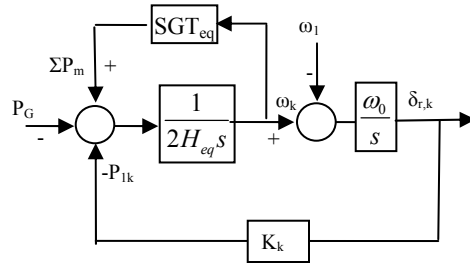 SGT_eq
ω_1
ΣP_m
+
P_G
-
1
2H_eq s
ω_k
+
-
ω_0
s
δ_r,k
-P_1k
K_k